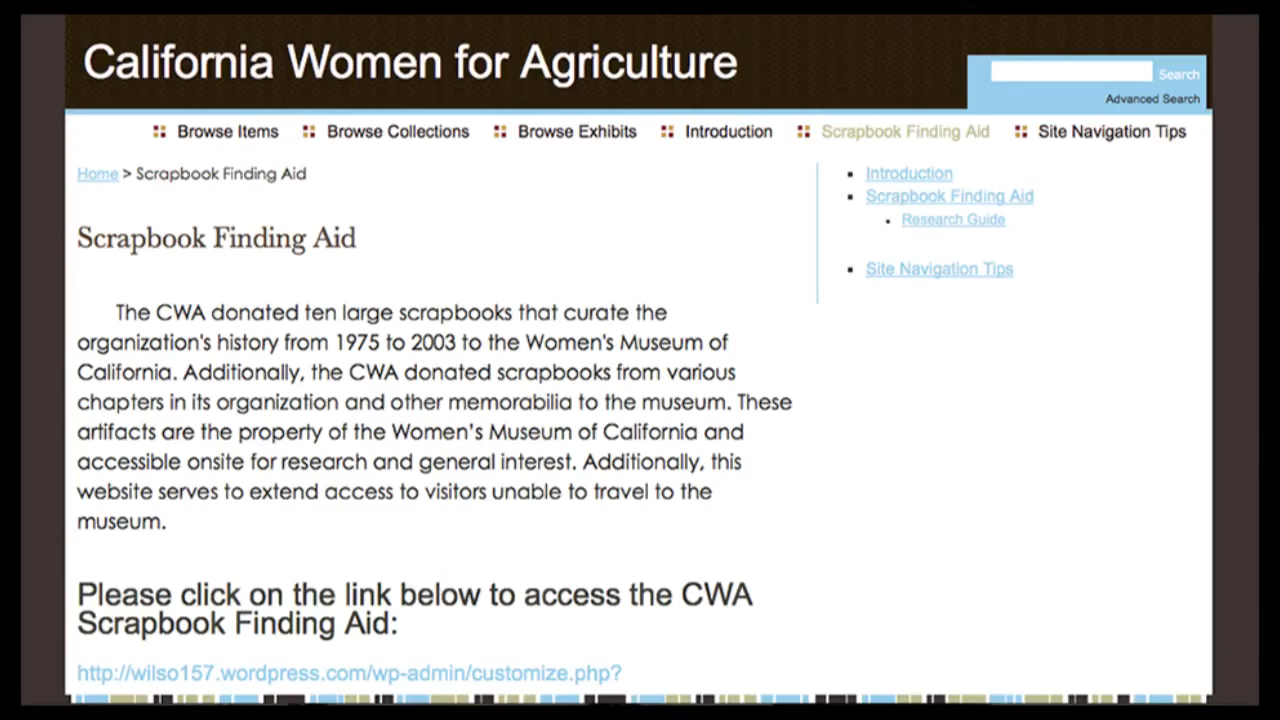 California Women for Agriculture
Search
Advanced Search
Browse Items Browse Collections Browse Exhibits Introduction Scrapbook Finding Aid Site Navigation Tips
Home > Scrapbook Finding Aid
Scrapbook Finding Aid
The CWA donated ten large scrapbooks that curate the
organization's history from 1975 to 2003 to the Women's Museum of
California. Additionally, the CWA donated scrapbooks from various
chapters in its organization and other memorabilia to the museum. These
artifacts are the property of the Women’s Museum of California and
accessible onsite for research and general interest. Additionally, this
website serves to extend access to visitors unable to travel to the
museum.
Please click on the link below to access the CWA
Scrapbook Finding Aid:
http://wilso157.wordpress.com/wp-admin/customize.php?
Introduction
Scrapbook Finding Aid
Research Guide
Site Navigation Tips